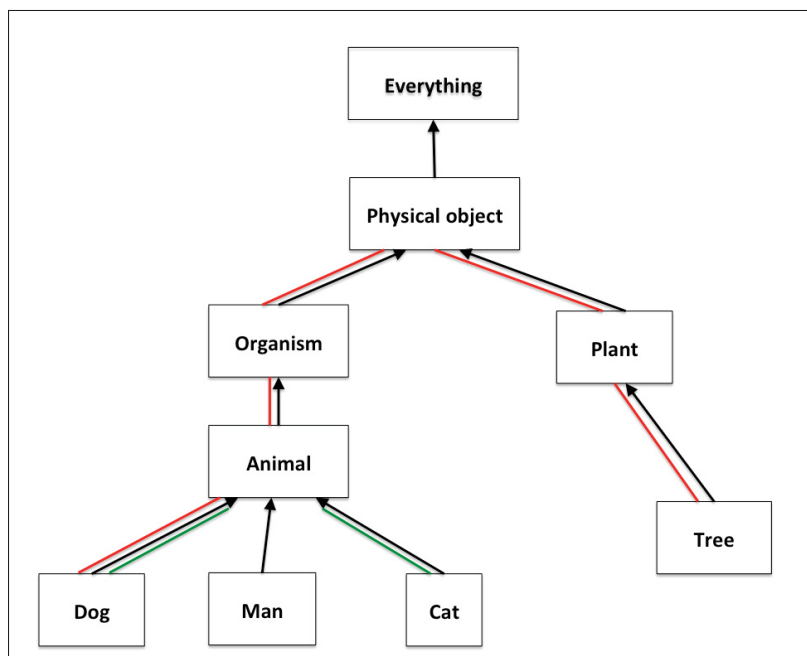 Everything
Physical object
Organism
Plant
Animal
Tree
Dog
Man
Cat